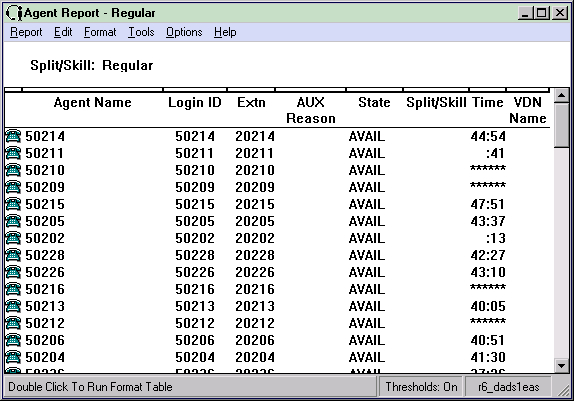 Agent Report - Regular
Report Edit Format Tools Options Help
Split/Skill: Regular
Agent Name Login ID Extn AUX Reason State Split/Skill Time VDN Name
50214 50214 20214 AVAIL 44:54
50211 50211 20211 AVAIL :41
50210 50210 20210 AVAIL ******
50209 50209 20209 AVAIL ******
50215 50215 20215 AVAIL 47:51
50205 50205 20205 AVAIL 43:37
50202 50202 20202 AVAIL :13
50228 50228 20228 AVAIL 42:27
50226 50226 20226 AVAIL 43:10
50216 50216 20216 AVAIL ******
50213 50213 20213 AVAIL 40:05
50212 50212 20212 AVAIL ******
50206 50206 20206 AVAIL 40:51
50204 50204 20204 AVAIL 41:30
Double Click To Run Format Table Thresholds: On r6_dads1eas